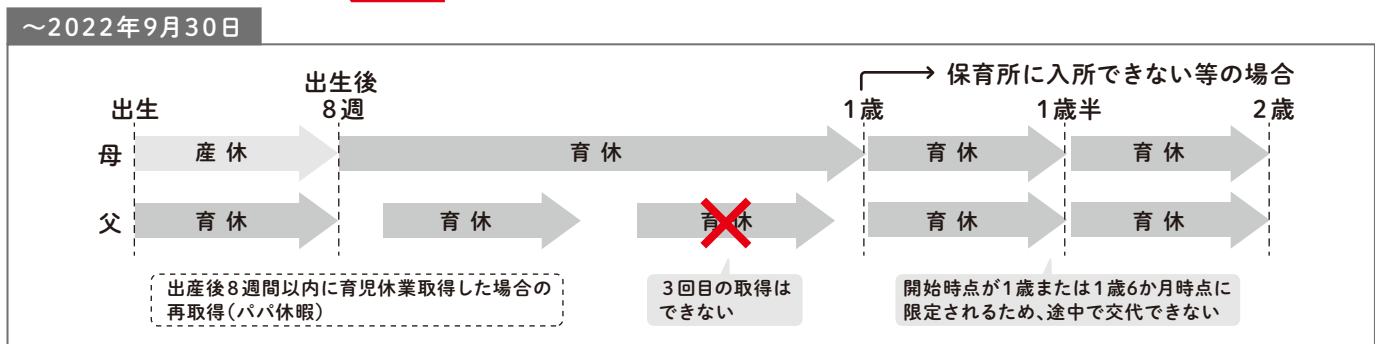 ～2022年9月30日
保育所に入所できない等の場合
出生
出生後
8週
1歳
1歳半
2歳
母
産休
育休
育休
育休
父
育休
育休
育休
育休
育休
出産後8週間以内に育児休業取得した場合の
再取得（パパ休暇）
3回目の取得は
できない
開始時点が1歳または1歳6か月時点に
限定されるため、途中で交代できない